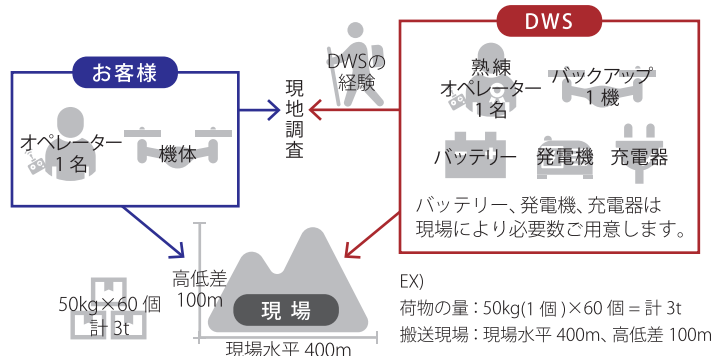 お客様
オペレーター
1名
機体
現地調査
DWSの
経験
DWS
熟練
オペレーター
1名
バックアップ
1機
バッテリー
発電機
充電器
バッテリー、発電機、充電器は
現場により必要数ご用意します。
50kg×60個
計3t
高低差
100m
現場
現場水平400m
EX)
荷物の量：50kg(1個)×60個＝計3t
搬送現場：現場水平400m、高低差100m